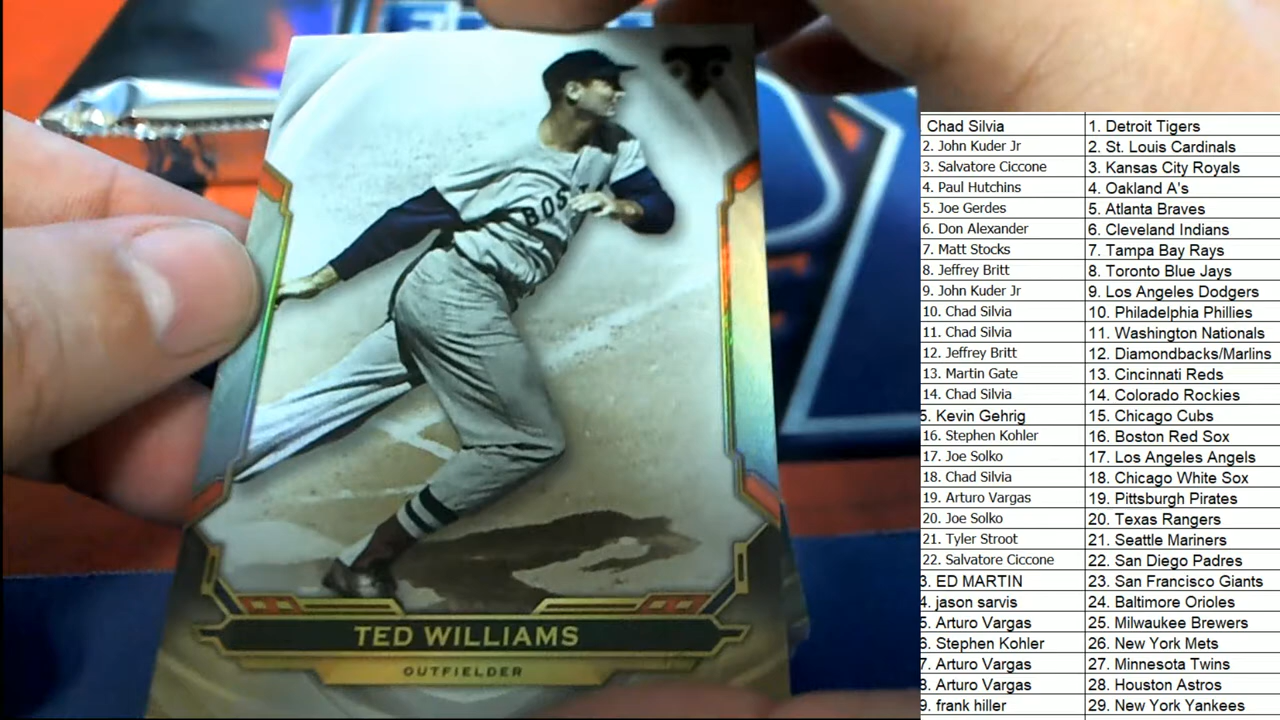 BOS
TED WILLIAMS
OUTFIELDER
Chad Silvia 1. Detroit Tigers
2. John Kuder Jr 2. St. Louis Cardinals
3. Salvatore Ciccone 3. Kansas City Royals
4. Paul Hutchins 4. Oakland A's
5. Joe Gerdes 5. Atlanta Braves
6. Don Alexander 6. Cleveland Indians
7. Matt Stocks 7. Tampa Bay Rays
8. Jeffrey Britt 8. Toronto Blue Jays
9. John Kuder Jr 9. Los Angeles Dodgers
10. Chad Silvia 10. Philadelphia Phillies
11. Chad Silvia 11. Washington Nationals
12. Jeffrey Britt 12. Diamondbacks/Marlins
13. Martin Gate 13. Cincinnati Reds
14. Chad Silvia 14. Colorado Rockies
5. Kevin Gehrig 15. Chicago Cubs
16. Stephen Kohler 16. Boston Red Sox
17. Joe Solko 17. Los Angeles Angels
18. Chad Silvia 18. Chicago White Sox
19. Arturo Vargas 19. Pittsburgh Pirates
20. Joe Solko 20. Texas Rangers
21. Tyler Stroot 21. Seattle Mariners
22. Salvatore Ciccone 22. San Diego Padres
3. ED MARTIN 23. San Francisco Giants
4. jason sarvis 24. Baltimore Orioles
5. Arturo Vargas 25. Milwaukee Brewers
6. Stephen Kohler 26. New York Mets
7. Arturo Vargas 27. Minnesota Twins
8. Arturo Vargas 28. Houston Astros
9. frank hiller 29. New York Yankees